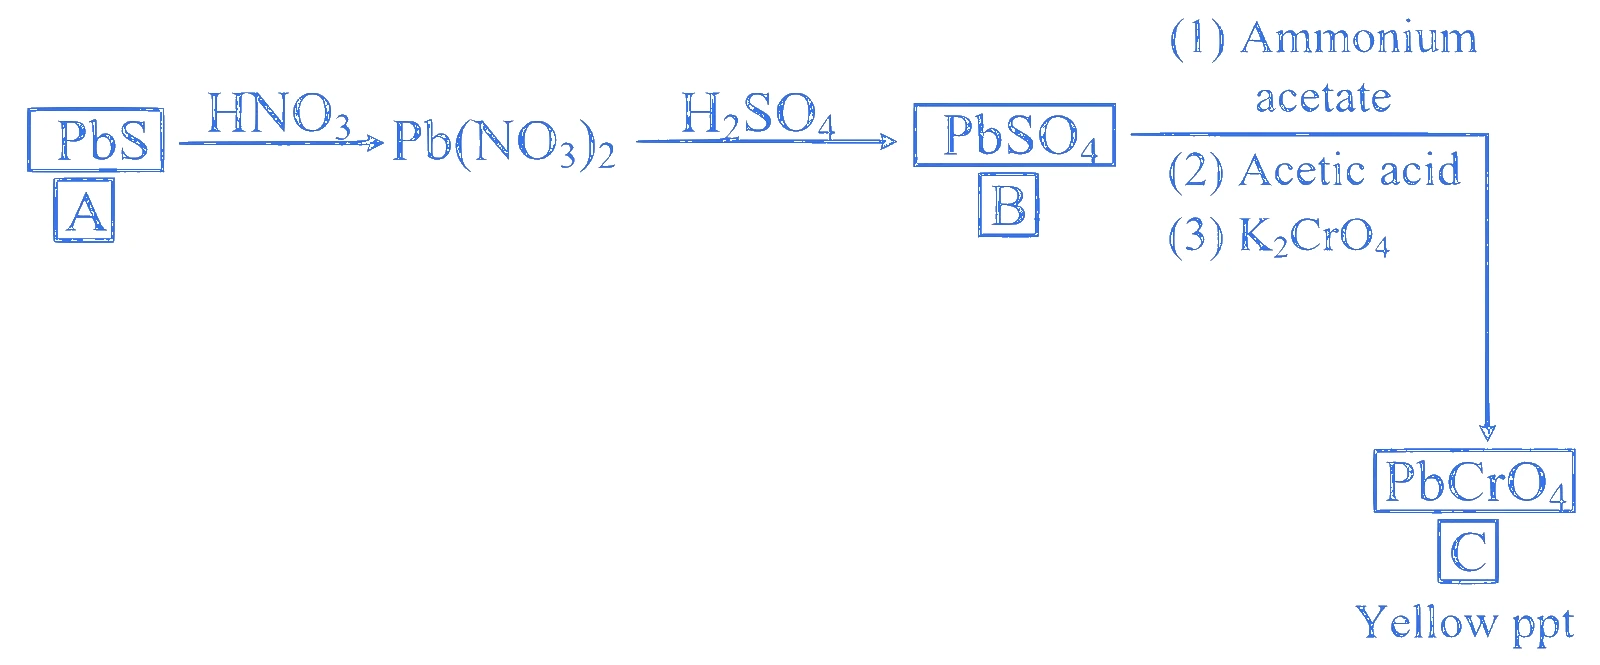 (1) Ammonium
acetate
PbS HNO₃ Pb(NO₃)₂ H₂SO₄ PbSO₄
(2) Acetic acid
A B
(3) K₂CrO₄
PbCrO₄
C
Yellow ppt